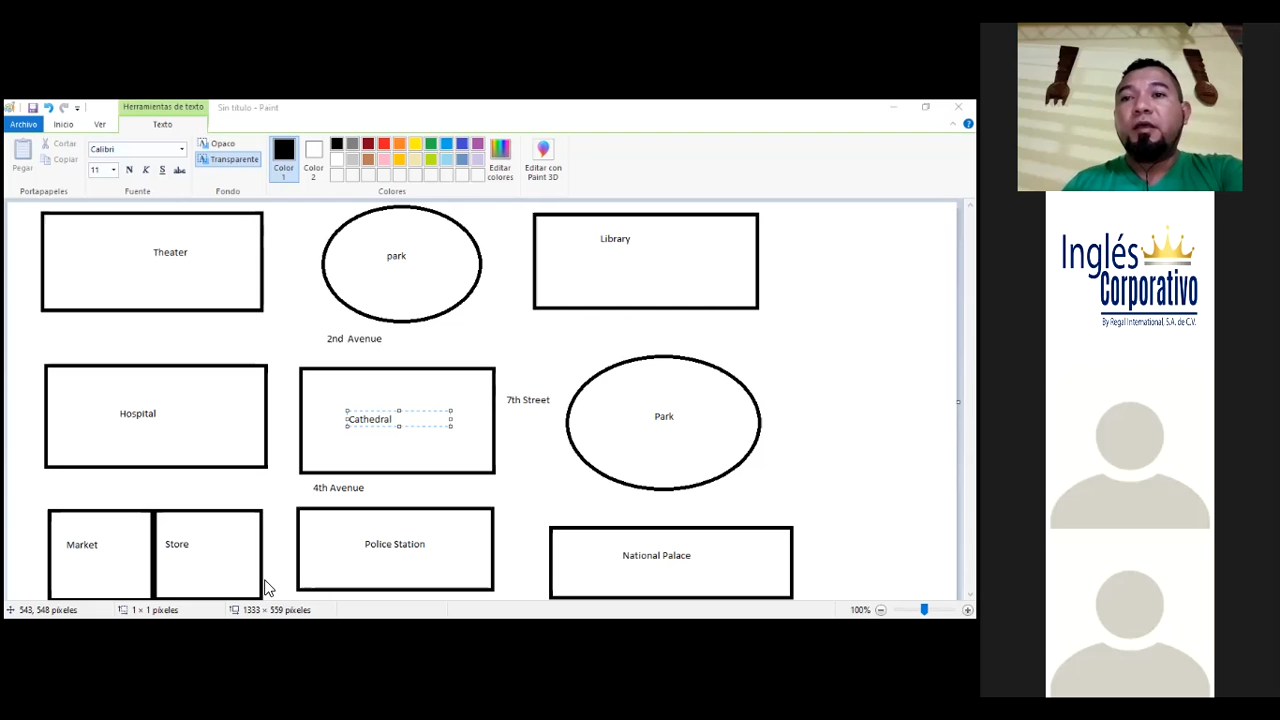 Herramientas de texto
Sin título - Paint
Archivo
Inicio
Ver
Texto
Pegar
Cortar
Copiar
Portapapeles
Calibri
11
N K S abc
Fuente
Opaco
Transparente
Fondo
Color
1
Color
2
Colores
Editar
colores
Editar con
Paint 3D
Theater
park
Library
2nd Avenue
Hospital
Cathedral
7th Street
Park
4th Avenue
Market
Store
Police Station
National Palace
543, 548 píxeles
1 × 1 píxeles
1333 × 559 píxeles
100%
Inglés
Corporativo
By Regal International, S.A. de C.V.